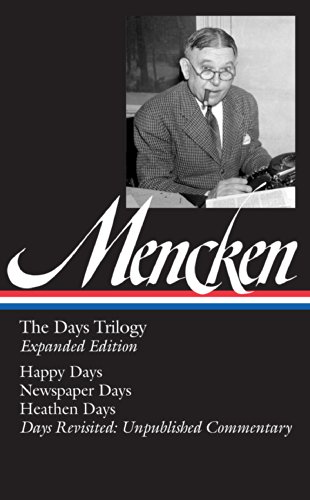 Mencken
The Days Trilogy
Expanded Edition
Happy Days
Newspaper Days
Heathen Days
Days Revisited: Unpublished Commentary